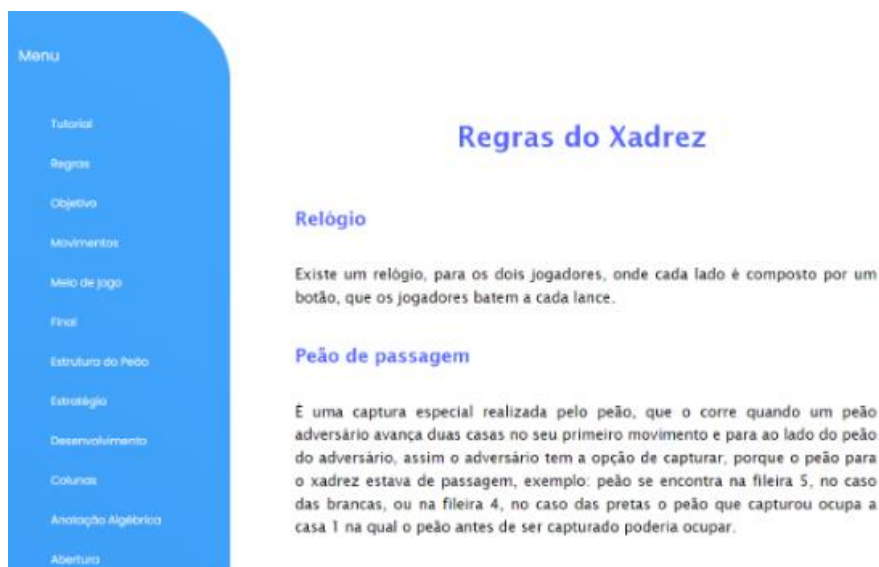 Menu
Tutorial
Regras
Objetivo
Movimentos
Meio de jogo
Final
Estrutura do Peão
Estratégia
Desenvolvimento
Colunas
Anotação Algébrica
Abertura
Regras do Xadrez
Relógio
Existe um relógio, para os dois jogadores, onde cada lado é composto por um
botão, que os jogadores batem a cada lance.
Peão de passagem
É uma captura especial realizada pelo peão, que o corre quando um peão
adversário avança duas casas no seu primeiro movimento e para ao lado do peão
do adversário, assim o adversário tem a opção de capturar, porque o peão para
o xadrez estava de passagem, exemplo: peão se encontra na fileira 5, no caso
das brancas, ou na fileira 4, no caso das pretas o peão que capturou ocupa a
casa 1 na qual o peão antes de ser capturado poderia ocupar.